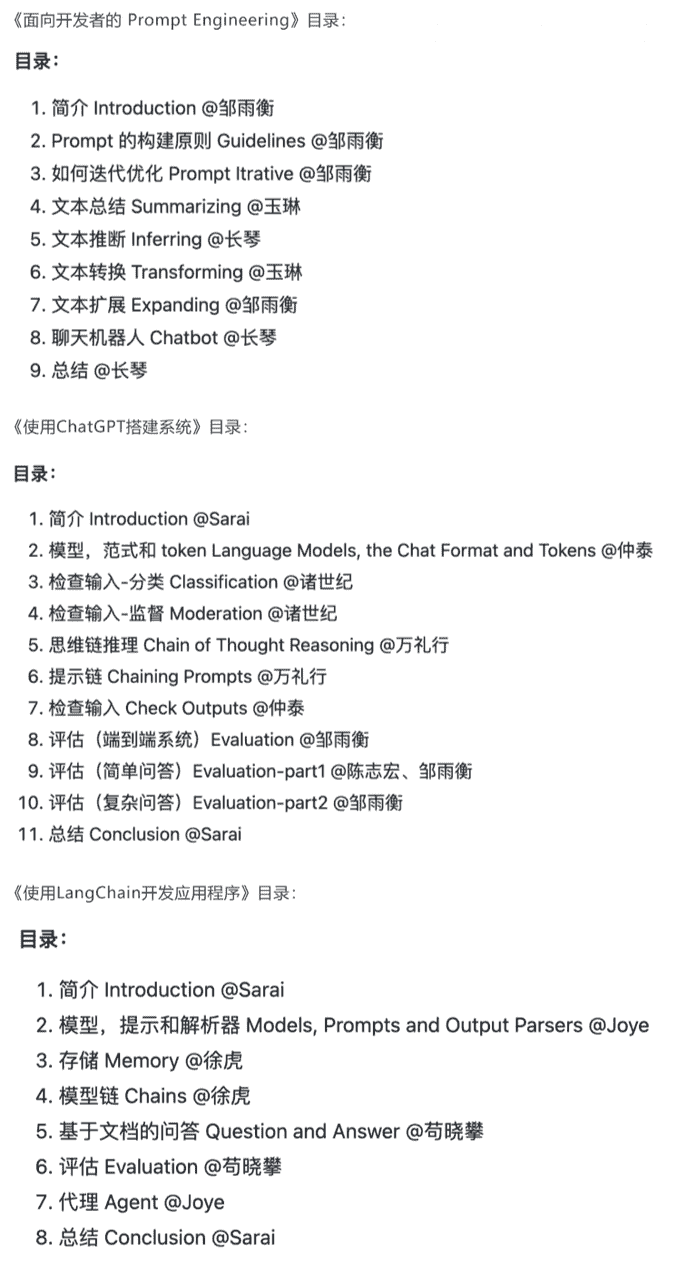 《面向开发者的 Prompt Engineering》目录：
目录：
1. 简介 Introduction @邹雨衡
2. Prompt 的构建原则 Guidelines @邹雨衡
3. 如何迭代优化 Prompt Itrative @邹雨衡
4. 文本总结 Summarizing @玉琳
5. 文本推断 Inferring @长琴
6. 文本转换 Transforming @玉琳
7. 文本扩展 Expanding @邹雨衡
8. 聊天机器人 Chatbot @长琴
9. 总结 @长琴
《使用ChatGPT搭建系统》目录：
目录：
1. 简介 Introduction @Sarai
2. 模型，范式和 token Language Models, the Chat Format and Tokens @仲泰
3. 检查输入-分类 Classification @诸世纪
4. 检查输入-监督 Moderation @诸世纪
5. 思维链推理 Chain of Thought Reasoning @万礼行
6. 提示链 Chaining Prompts @万礼行
7. 检查输入 Check Outputs @仲泰
8. 评估（端到端系统）Evaluation @邹雨衡
9. 评估（简单问答）Evaluation-part1 @陈志宏、邹雨衡
10. 评估（复杂问答）Evaluation-part2 @邹雨衡
11. 总结 Conclusion @Sarai
《使用LangChain开发应用程序》目录：
目录：
1. 简介 Introduction @Sarai
2. 模型，提示和解析器 Models, Prompts and Output Parsers @Joye
3. 存储 Memory @徐虎
4. 模型链 Chains @徐虎
5. 基于文档的问答 Question and Answer @苟晓攀
6. 评估 Evaluation @苟晓攀
7. 代理 Agent @Joye
8. 总结 Conclusion @Sarai